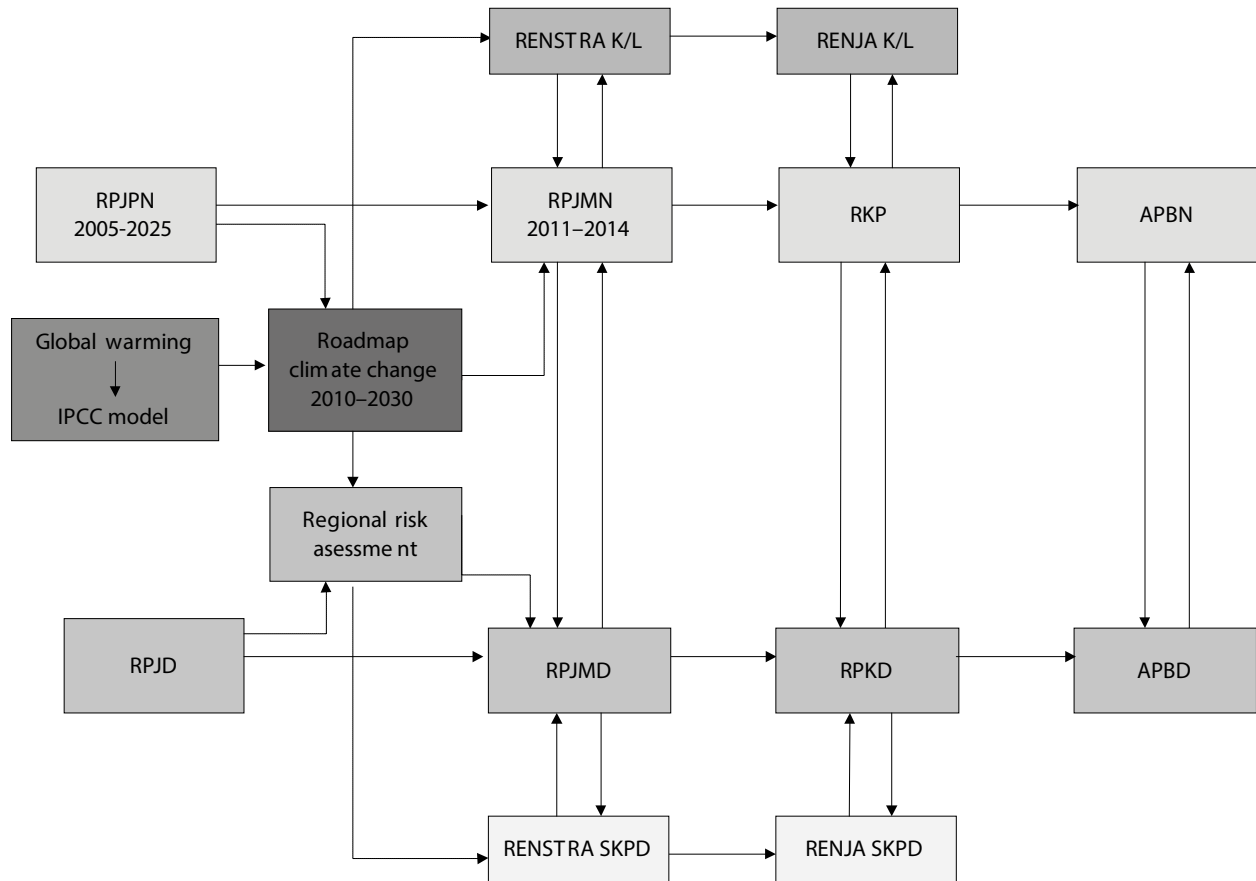 RENSTRA K/L
RENJA K/L
RPJPN
2005-2025
RPJMN
2011–2014
RKP
APBN
Global warming
IPCC model
Roadmap
climate change
2010–2030
Regional risk
asessment
RPJD
RPJMD
RPKD
APBD
RENSTRA SKPD
RENJA SKPD